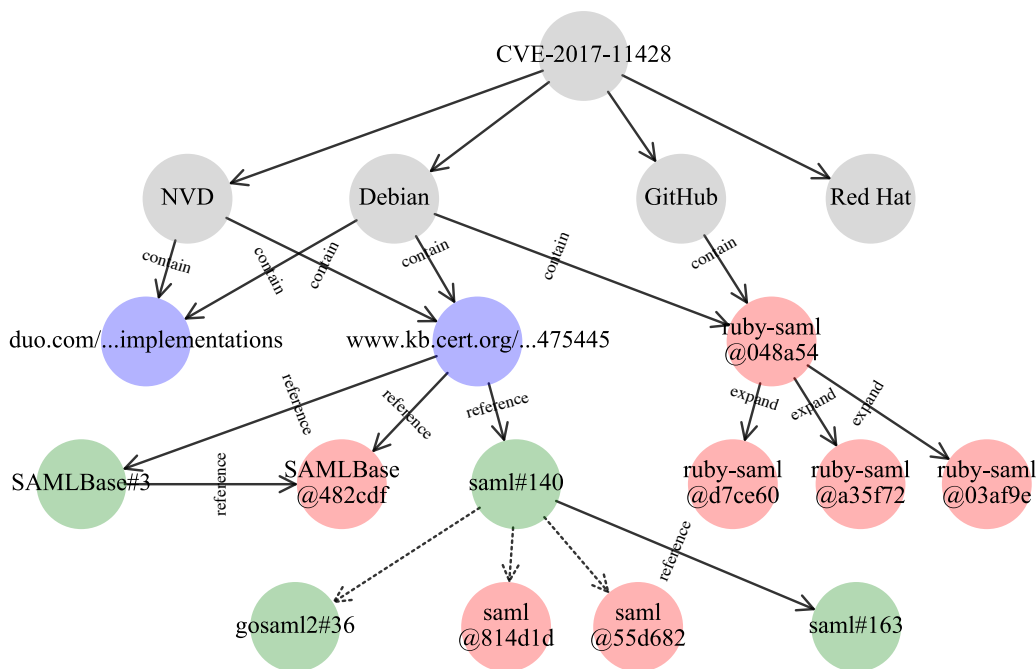 CVE-2017-11428
NVD
Debian
GitHub
Red Hat
contain
contain
contain
contain
contain
contain
duo.com/...implementations
www.kb.cert.org/...475445
ruby-saml
@048a54
reference
reference
reference
expand
expand
expand
SAMLBase#3
reference
SAMLBase
@482cdf
saml#140
ruby-saml
@d7ce60
ruby-saml
@a35f72
ruby-saml
@03af9e
reference
gosaml2#36
saml
@814d1d
saml
@55d682
saml#163